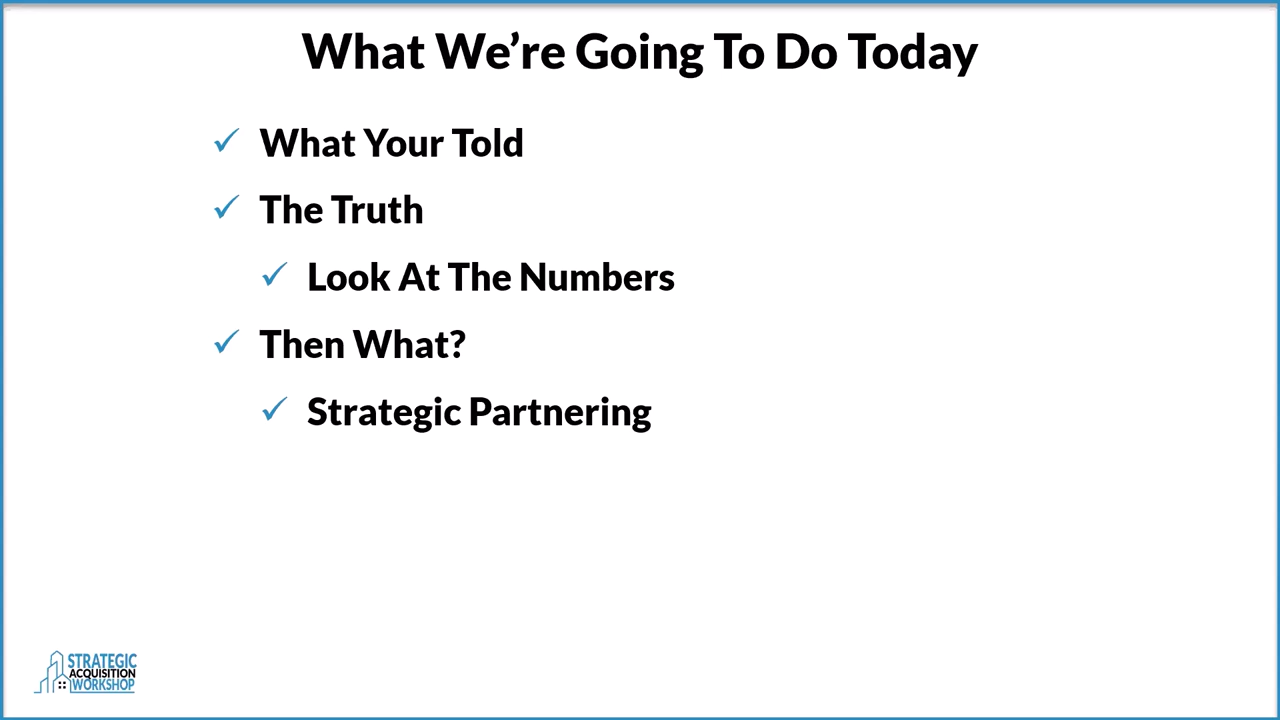 What We’re Going To Do Today
What Your Told
The Truth
Look At The Numbers
Then What?
Strategic Partnering
STRATEGIC
ACQUISITION
WORKSHOP